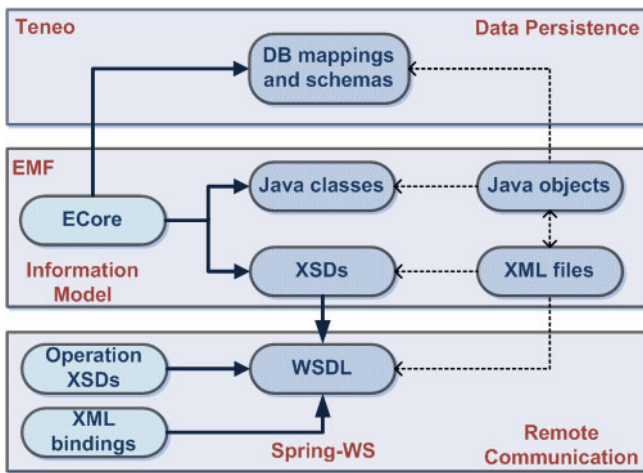 Teneo
Data Persistence
DB mappings
and schemas
EMF
Java classes
Java objects
ECore
Information
Model
XSDs
XML files
Operation
XSDs
WSDL
XML
bindings
Spring-WS
Remote
Communication